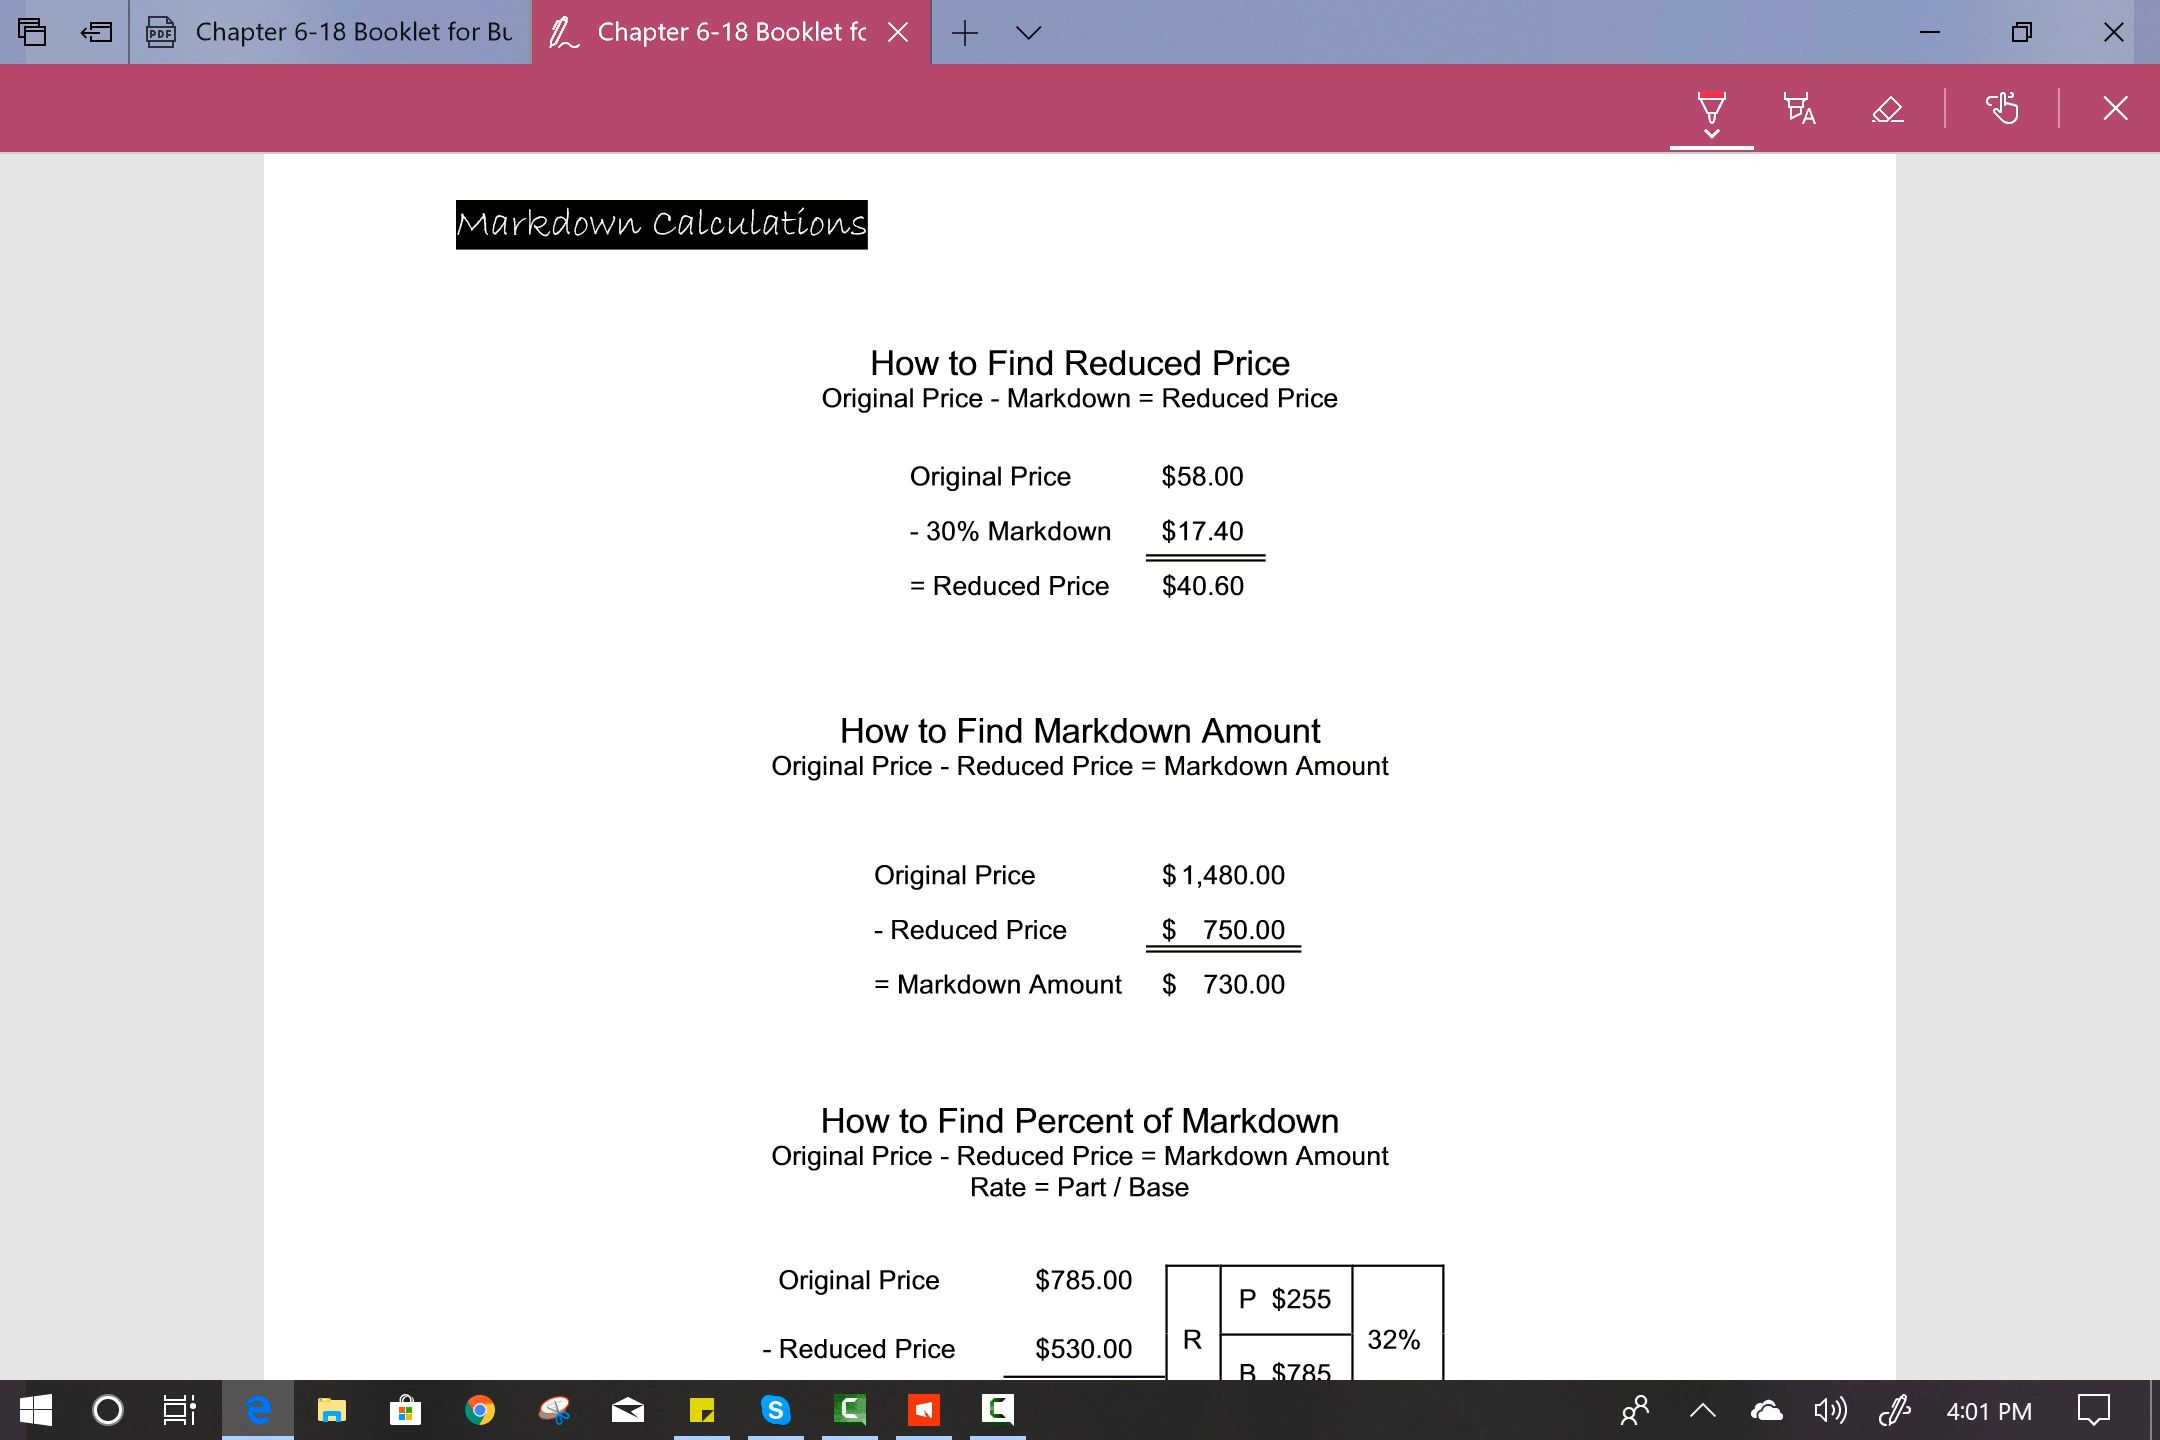 PDF Chapter 6-18 Booklet for Bu Chapter 6-18 Booklet fo
Markdown Calculations
How to Find Reduced Price
Original Price - Markdown = Reduced Price
Original Price $58.00
- 30% Markdown $17.40
= Reduced Price $40.60
How to Find Markdown Amount
Original Price - Reduced Price = Markdown Amount
Original Price $1,480.00
- Reduced Price $ 750.00
= Markdown Amount $ 730.00
How to Find Percent of Markdown
Original Price - Reduced Price = Markdown Amount
Rate = Part / Base
Original Price $785.00 P $255
- Reduced Price $530.00 R 32%
B $785
4:01 PM